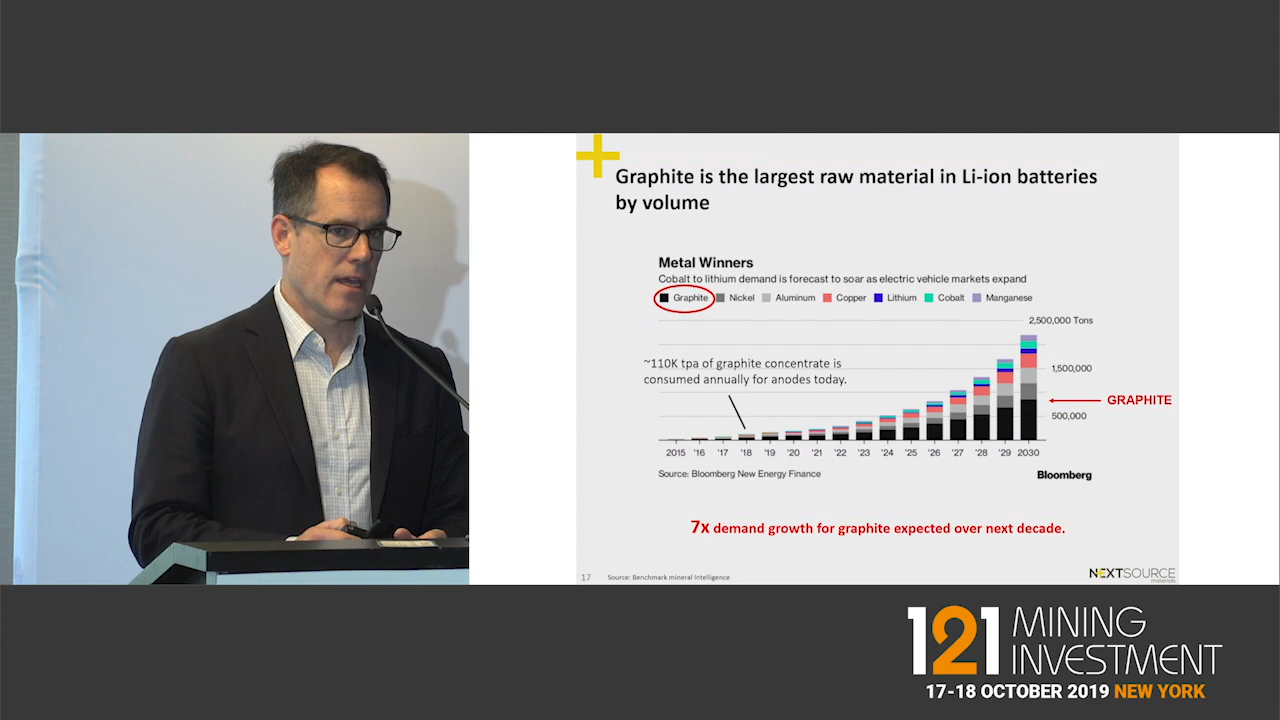 Graphite is the largest raw material in Li-ion batteries
by volume
Metal Winners
Cobalt to lithium demand is forecast to soar as electric vehicle markets expand
Graphite Nickel Aluminum Copper Lithium Cobalt Manganese
2,500,000 Tons
~110K tpa of graphite concentrate is
consumed annually for anodes today.
1,500,000
GRAPHITE
500,000
2015 '16 '17 '18 '19 '20 '21 '22 '23 '24 '25 '26 '27 '28 '29 2030
Source: Bloomberg New Energy Finance
Bloomberg
7x demand growth for graphite expected over next decade.
17 Source: Benchmark mineral Intelligence
NEXTSOURCE
materials
121 MINING
INVESTMENT
17-18 OCTOBER 2019 NEW YORK